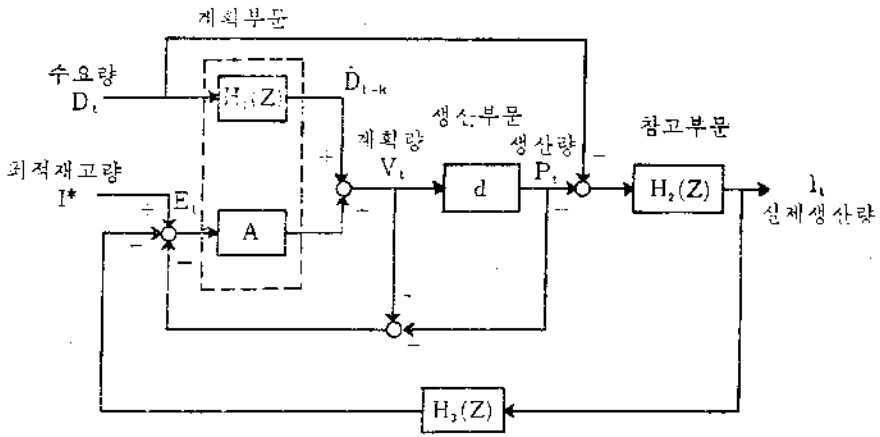 계획부문
수요량
D_t
H_1(Z)
D̂_{t-k}
생산부문
계획량
V_t
생산량
P_t
참고부문
최적재고량
I*
E_t
+
+
A
d
H_2(Z)
I_t
실제생산량
H_3(Z)